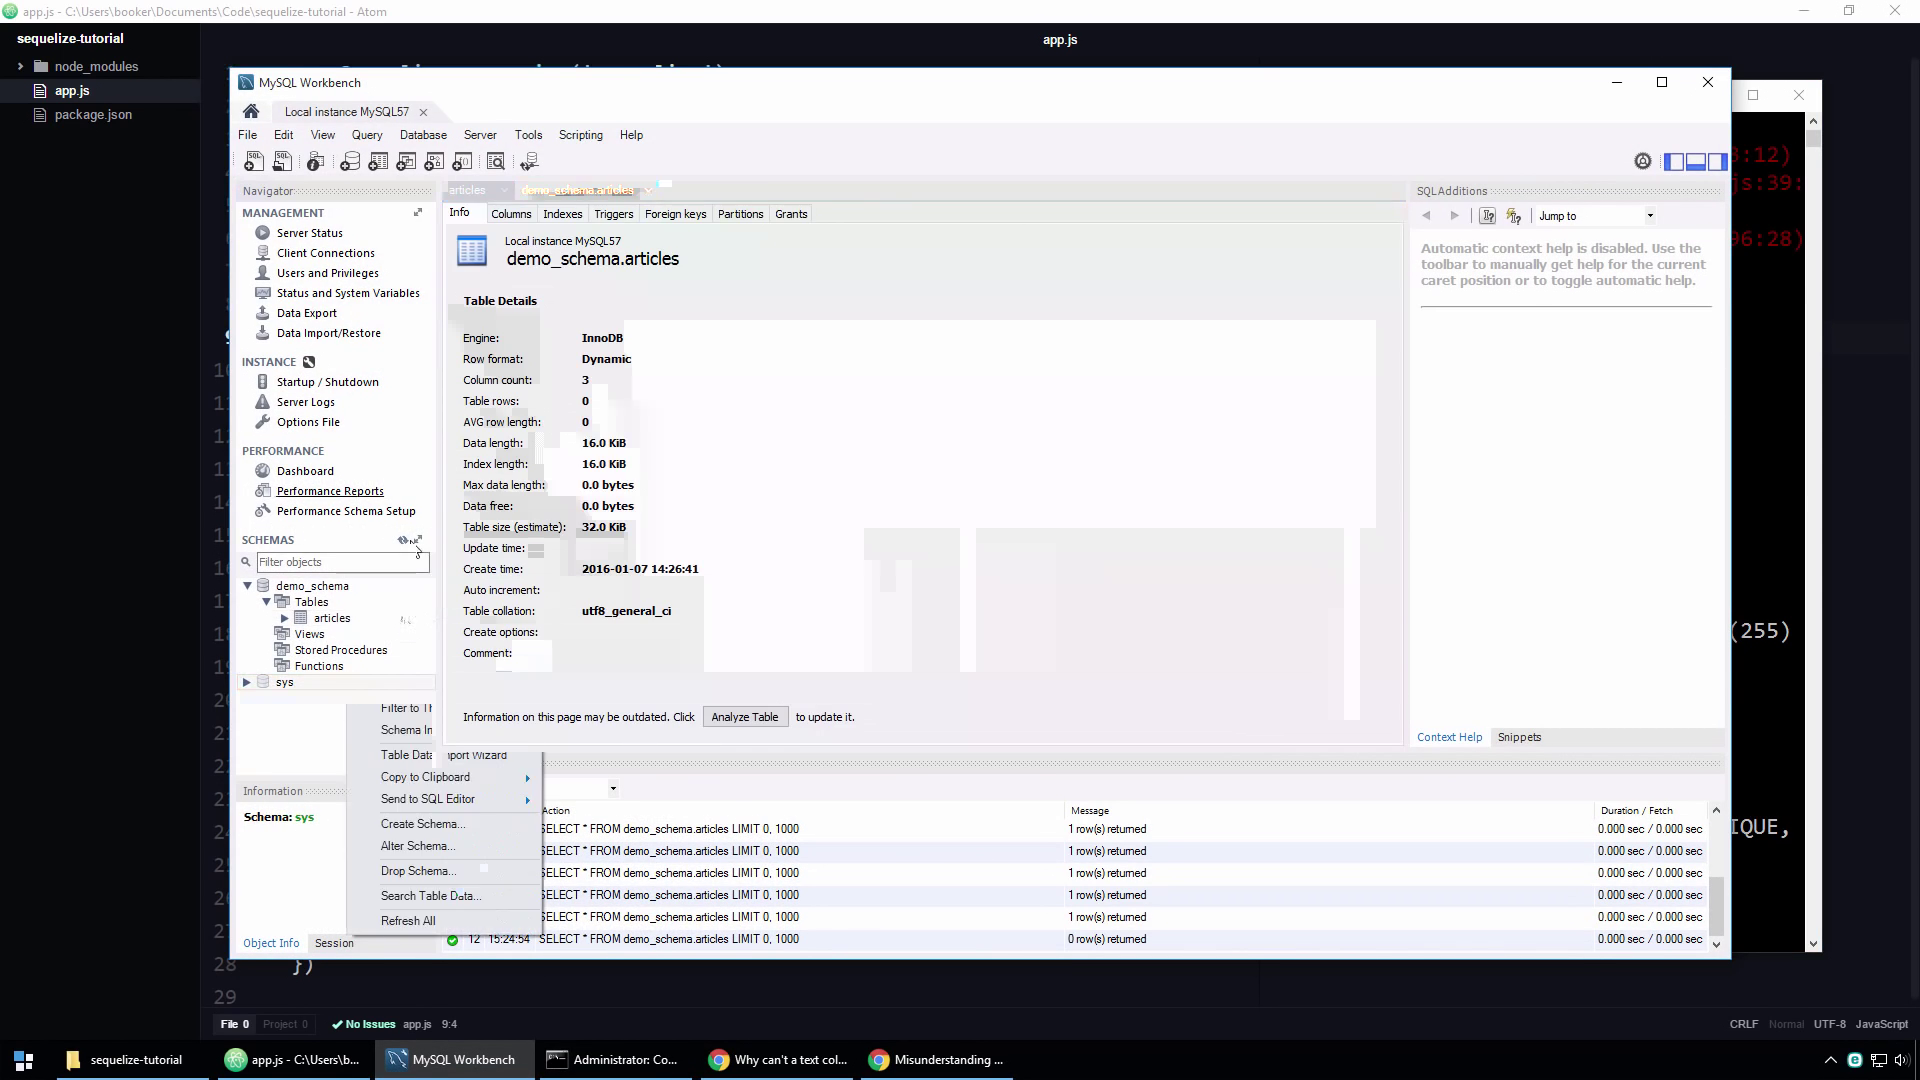 app.js - C:\Users\booker\Documents\Code\sequelize-tutorial - Atom
sequelize-tutorial
app.js
node_modules
app.js
package.json
MySQL Workbench
Local instance MySQL57
File Edit View Query Database Server Tools Scripting Help
Navigator
MANAGEMENT
Server Status
Client Connections
Users and Privileges
Status and System Variables
Data Export
Data Import/Restore
INSTANCE
Startup / Shutdown
Server Logs
Options File
PERFORMANCE
Dashboard
Performance Reports
Performance Schema Setup
SCHEMAS
Filter objects
demo_schema
Tables
articles
Views
Stored Procedures
Functions
sys
Filter to Th
Schema In
Table Data
port Wizard
Copy to Clipboard
Send to SQL Editor
Create Schema...
Alter Schema...
Drop Schema...
Search Table Data...
Refresh All
Information
Schema: sys
Object Info Session
articles demo_schema.articles
Info Columns Indexes Triggers Foreign keys Partitions Grants
Local instance MySQL57
demo_schema.articles
Table Details
Engine: InnoDB
Row format: Dynamic
Column count: 3
Table rows: 0
AVG row length: 0
Data length: 16.0 KiB
Index length: 16.0 KiB
Max data length: 0.0 bytes
Data free: 0.0 bytes
Table size (estimate): 32.0 KiB
Update time:
Create time: 2016-01-07 14:26:41
Auto increment:
Table collation: utf8_general_ci
Create options:
Comment:
Information on this page may be outdated. Click Analyze Table to update it.
SQLAdditions
Jump to
Automatic context help is disabled. Use the
toolbar to manually get help for the current
caret position or to toggle automatic help.
Context Help Snippets
Action Message Duration / Fetch
SELECT * FROM demo_schema.articles LIMIT 0, 1000 1 row(s) returned 0.000 sec / 0.000 sec
SELECT * FROM demo_schema.articles LIMIT 0, 1000 1 row(s) returned 0.000 sec / 0.000 sec
SELECT * FROM demo_schema.articles LIMIT 0, 1000 1 row(s) returned 0.000 sec / 0.000 sec
SELECT * FROM demo_schema.articles LIMIT 0, 1000 1 row(s) returned 0.000 sec / 0.000 sec
SELECT * FROM demo_schema.articles LIMIT 0, 1000 1 row(s) returned 0.000 sec / 0.000 sec
12 15:24:54 SELECT * FROM demo_schema.articles LIMIT 0, 1000 0 row(s) returned 0.000 sec / 0.000 sec
:12)
js:39:
96:28)
(255)
IQUE,
28 })
29
File 0 Project 0 No Issues app.js 9:4
CRLF Normal UTF-8 JavaScript
sequelize-tutorial
app.js - C:\Users\b...
MySQL Workbench
Administrator: Co...
Why can't a text col...
Misunderstanding ...